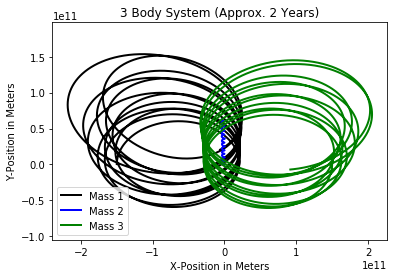 3 Body System (Approx. 2 Years)
1e11
Y-Position in Meters
1.5
1.0
0.5
0.0
−0.5
−1.0
Mass 1
Mass 2
Mass 3
−2
−1
0
1
2
1e11
X-Position in Meters